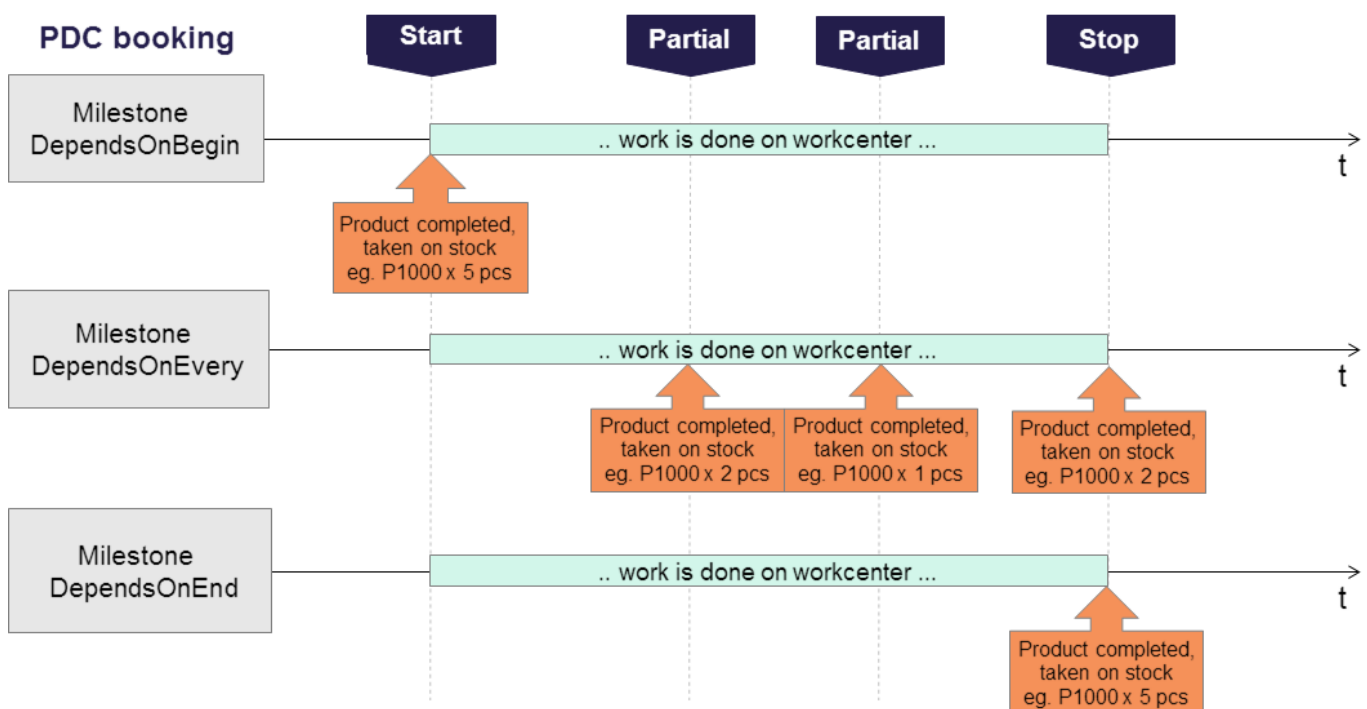 PDC booking
Start
Partial
Partial
Stop
Milestone
DependsOnBegin
.. work is done on workcenter ...
t
Product completed,
taken on stock
eg. P1000 x 5 pcs
Milestone
DependsOnEvery
.. work is done on workcenter ...
t
Product completed,
taken on stock
eg. P1000 x 2 pcs
Product completed,
taken on stock
eg. P1000 x 1 pcs
Product completed,
taken on stock
eg. P1000 x 2 pcs
Milestone
DependsOnEnd
.. work is done on workcenter ...
t
Product completed,
taken on stock
eg. P1000 x 5 pcs